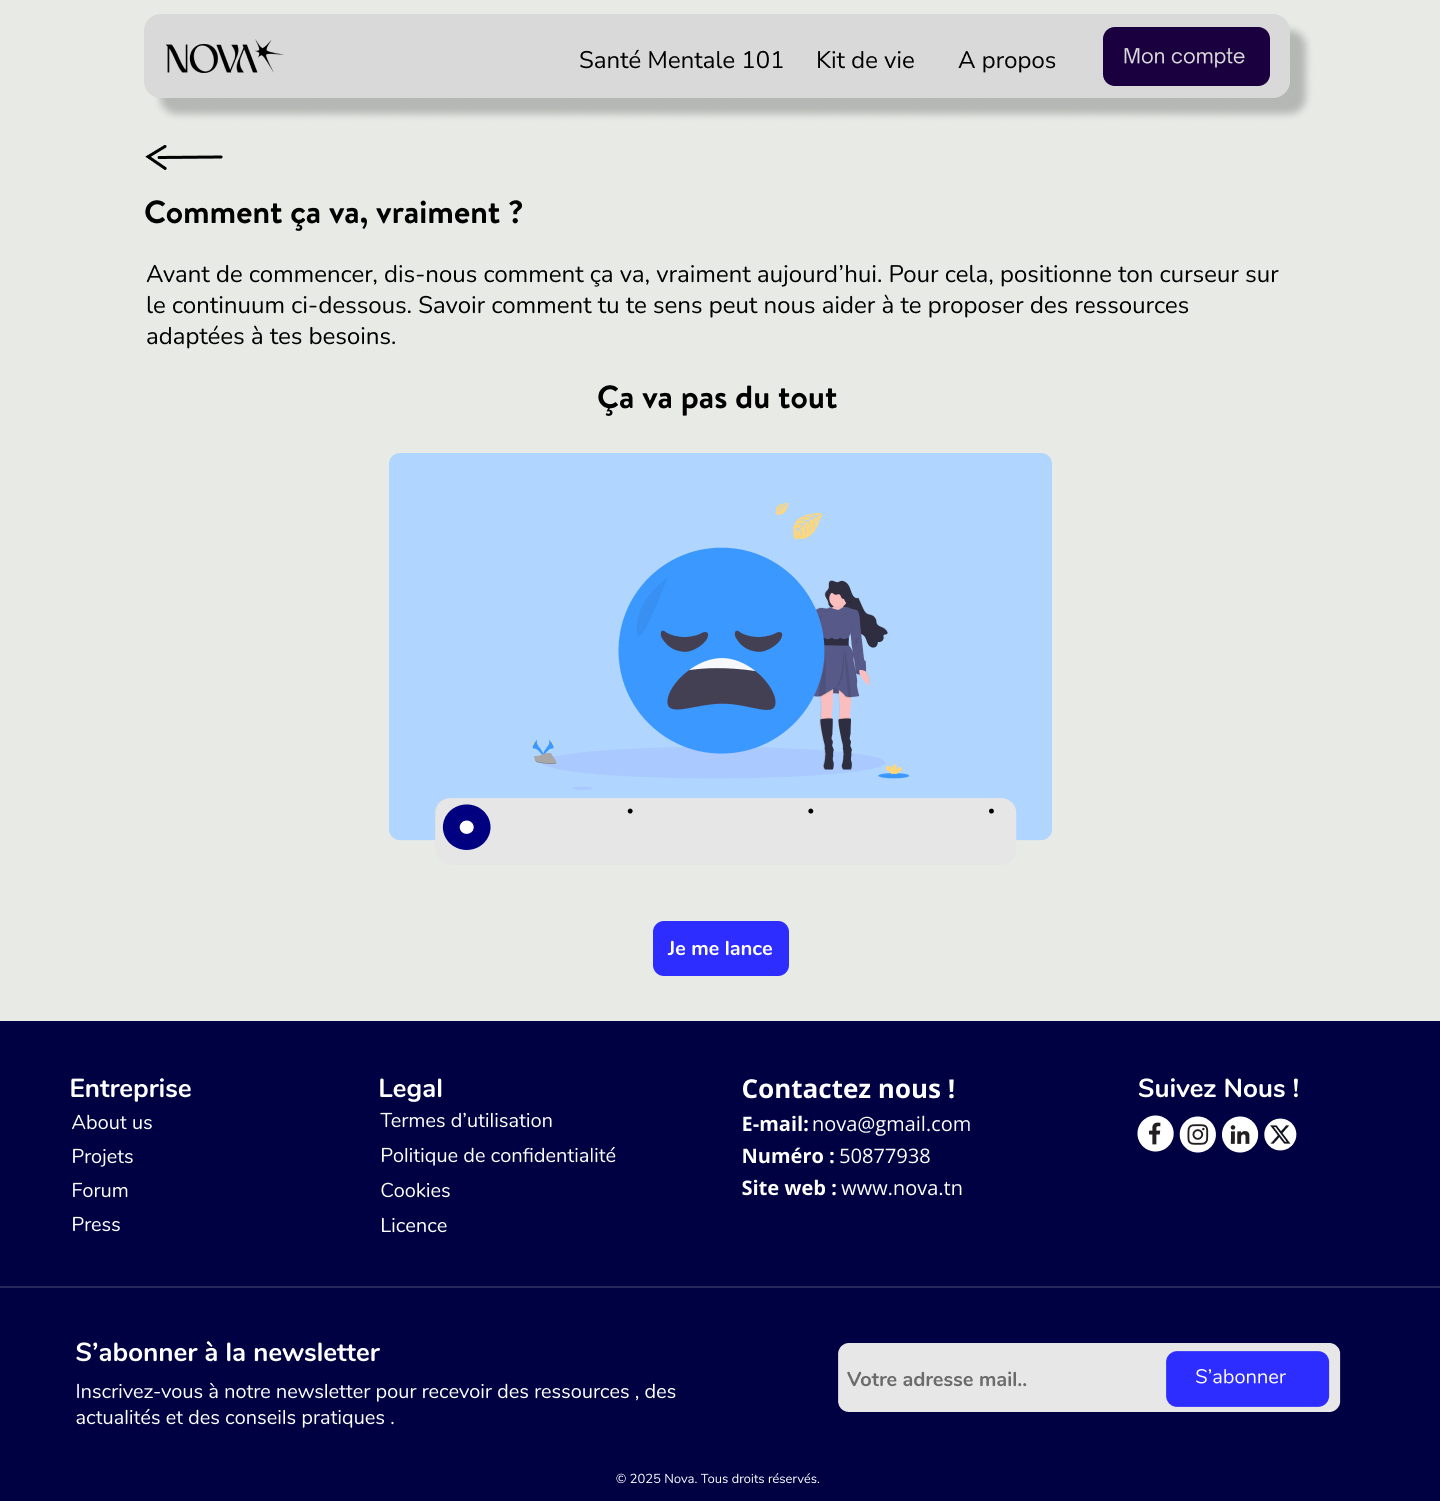 NOVA
Santé Mentale 101
Kit de vie
A propos
Mon compte
Comment ça va, vraiment ?
Avant de commencer, dis-nous comment ça va, vraiment aujourd’hui. Pour cela, positionne ton curseur sur
le continuum ci-dessous. Savoir comment tu te sens peut nous aider à te proposer des ressources
adaptées à tes besoins.
Ça va pas du tout
Je me lance
Entreprise
About us
Projets
Forum
Press
Legal
Termes d’utilisation
Politique de confidentialité
Cookies
Licence
Contactez nous !
E-mail: nova@gmail.com
Numéro : 50877938
Site web : www.nova.tn
Suivez Nous !
S’abonner à la newsletter
Inscrivez-vous à notre newsletter pour recevoir des ressources , des
actualités et des conseils pratiques .
Votre adresse mail..
S’abonner
© 2025 Nova. Tous droits réservés.